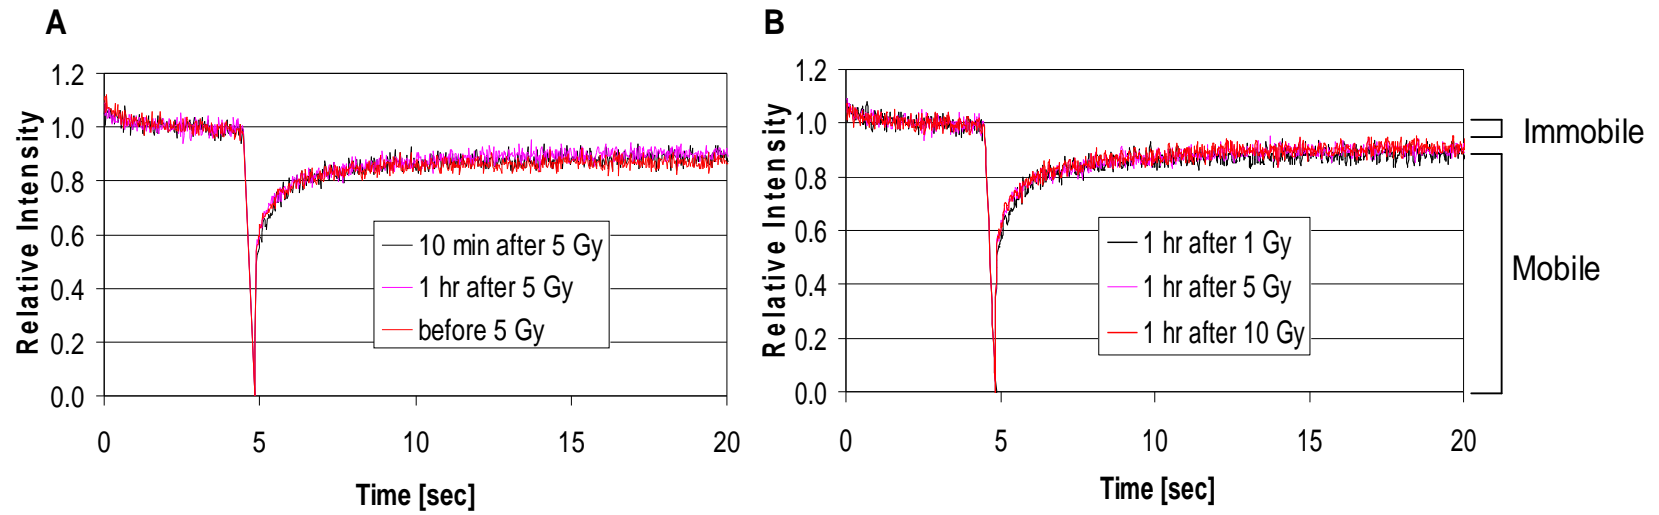 A
Relative Intensity
1.2
1.0
0.8
0.6
0.4
0.2
0.0
10 min after 5 Gy
1 hr after 5 Gy
before 5 Gy
0 5 10 15 20
Time [sec]
B
Relative Intensity
1.2
1.0
0.8
0.6
0.4
0.2
0.0
1 hr after 1 Gy
1 hr after 5 Gy
1 hr after 10 Gy
0 5 10 15 20
Time [sec]
Immobile
Mobile